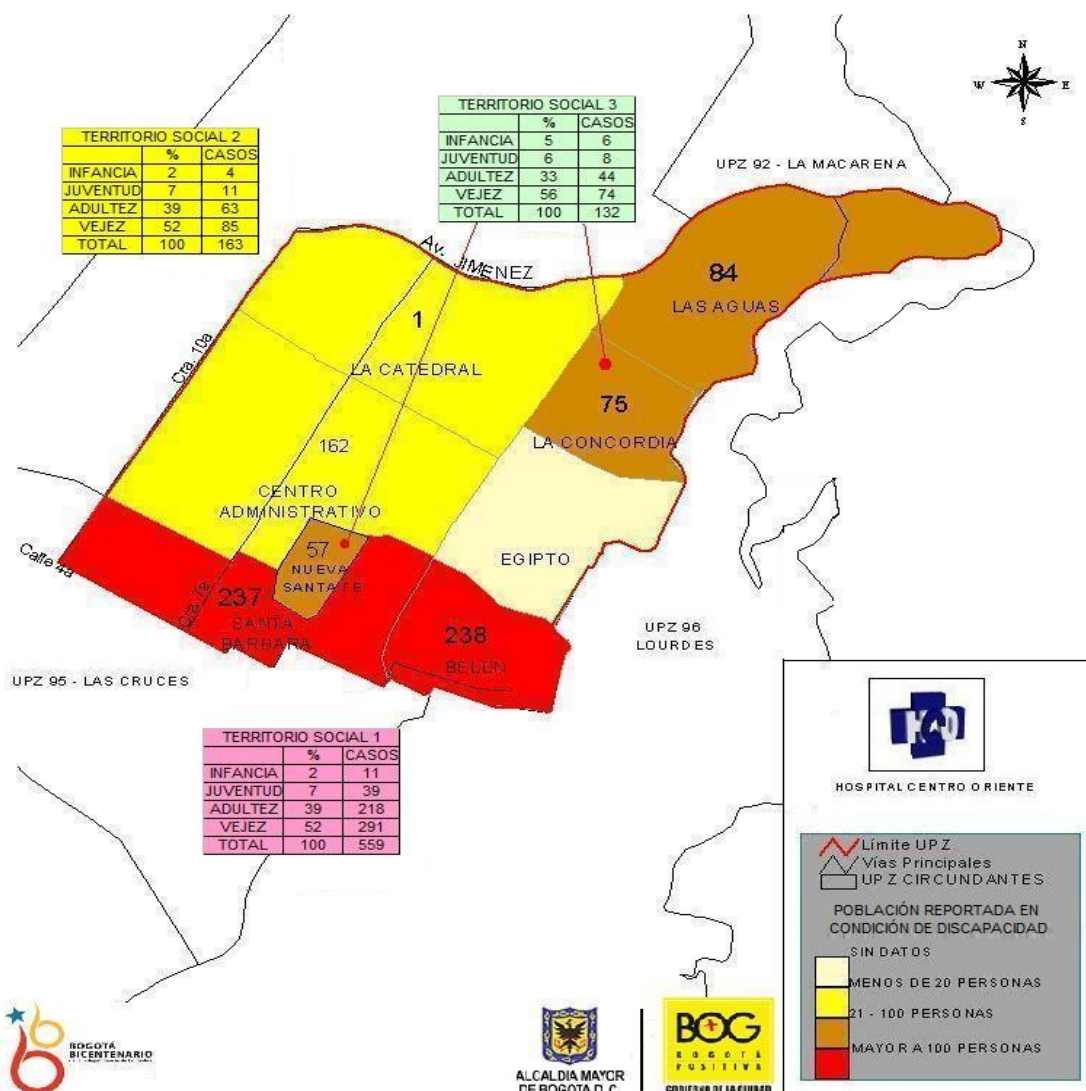 N
W E
S
TERRITORIO SOCIAL 3
% CASOS
INFANCIA 5 6
JUVENTUD 6 8
ADULTEZ 33 44
VEJEZ 56 74
TOTAL 100 132
TERRITORIO SOCIAL 2
% CASOS
INFANCIA 2 4
JUVENTUD 7 11
ADULTEZ 39 63
VEJEZ 52 85
TOTAL 100 163
UPZ 92 - LA MACARENA
Av. JIMENEZ
84
LAS AGUAS
1
LA CATEDRAL
Cra. 10a
75
LA CONCORDIA
162
CENTRO
ADMINISTRATIVO
57
NUEVA
SANTA FE
EGIPTO
Calle 4a
Cra. 7a
237
SANTA
BARBARA
238
BELEN
UPZ 96
LOURDES
UPZ 95 - LAS CRUCES
TERRITORIO SOCIAL 1
% CASOS
INFANCIA 2 11
JUVENTUD 7 39
ADULTEZ 39 218
VEJEZ 52 291
TOTAL 100 559
HOSPITAL CENTRO ORIENTE
Límite UPZ
Vías Principales
UPZ CIRCUNDANTES
POBLACIÓN REPORTADA EN
CONDICIÓN DE DISCAPACIDAD
SIN DATOS
MENOS DE 20 PERSONAS
21 - 100 PERSONAS
MAYOR A 100 PERSONAS
BOGOTÁ
BICENTENARIO
ALCALDIA MAYOR
DE BOGOTA D.C.
BOG
BOGOTÁ
POSITIVA
GOBIERNO DE LA CIUDAD